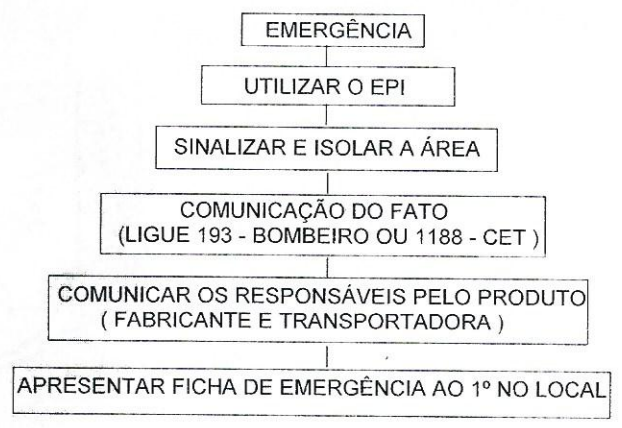 EMERGÊNCIA
UTILIZAR O EPI
SINALIZAR E ISOLAR A ÁREA
COMUNICAÇÃO DO FATO
(LIGUE 193 - BOMBEIRO OU 1188 - CET )
COMUNICAR OS RESPONSÁVEIS PELO PRODUTO
( FABRICANTE E TRANSPORTADORA )
APRESENTAR FICHA DE EMERGÊNCIA AO 1º NO LOCAL